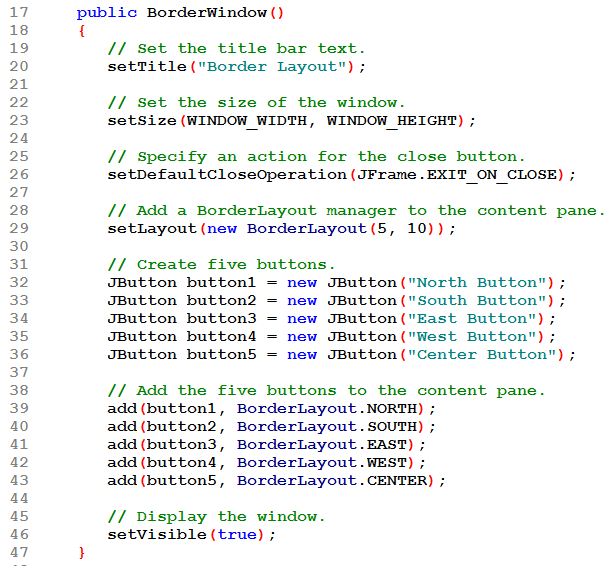 17 public BorderWindow()
18 {
19 // Set the title bar text.
20 setTitle("Border Layout");
21
22 // Set the size of the window.
23 setSize(WINDOW_WIDTH, WINDOW_HEIGHT);
24
25 // Specify an action for the close button.
26 setDefaultCloseOperation(JFrame.EXIT_ON_CLOSE);
27
28 // Add a BorderLayout manager to the content pane.
29 setLayout(new BorderLayout(5, 10));
30
31 // Create five buttons.
32 JButton button1 = new JButton("North Button");
33 JButton button2 = new JButton("South Button");
34 JButton button3 = new JButton("East Button");
35 JButton button4 = new JButton("West Button");
36 JButton button5 = new JButton("Center Button");
37
38 // Add the five buttons to the content pane.
39 add(button1, BorderLayout.NORTH);
40 add(button2, BorderLayout.SOUTH);
41 add(button3, BorderLayout.EAST);
42 add(button4, BorderLayout.WEST);
43 add(button5, BorderLayout.CENTER);
44
45 // Display the window.
46 setVisible(true);
47 }